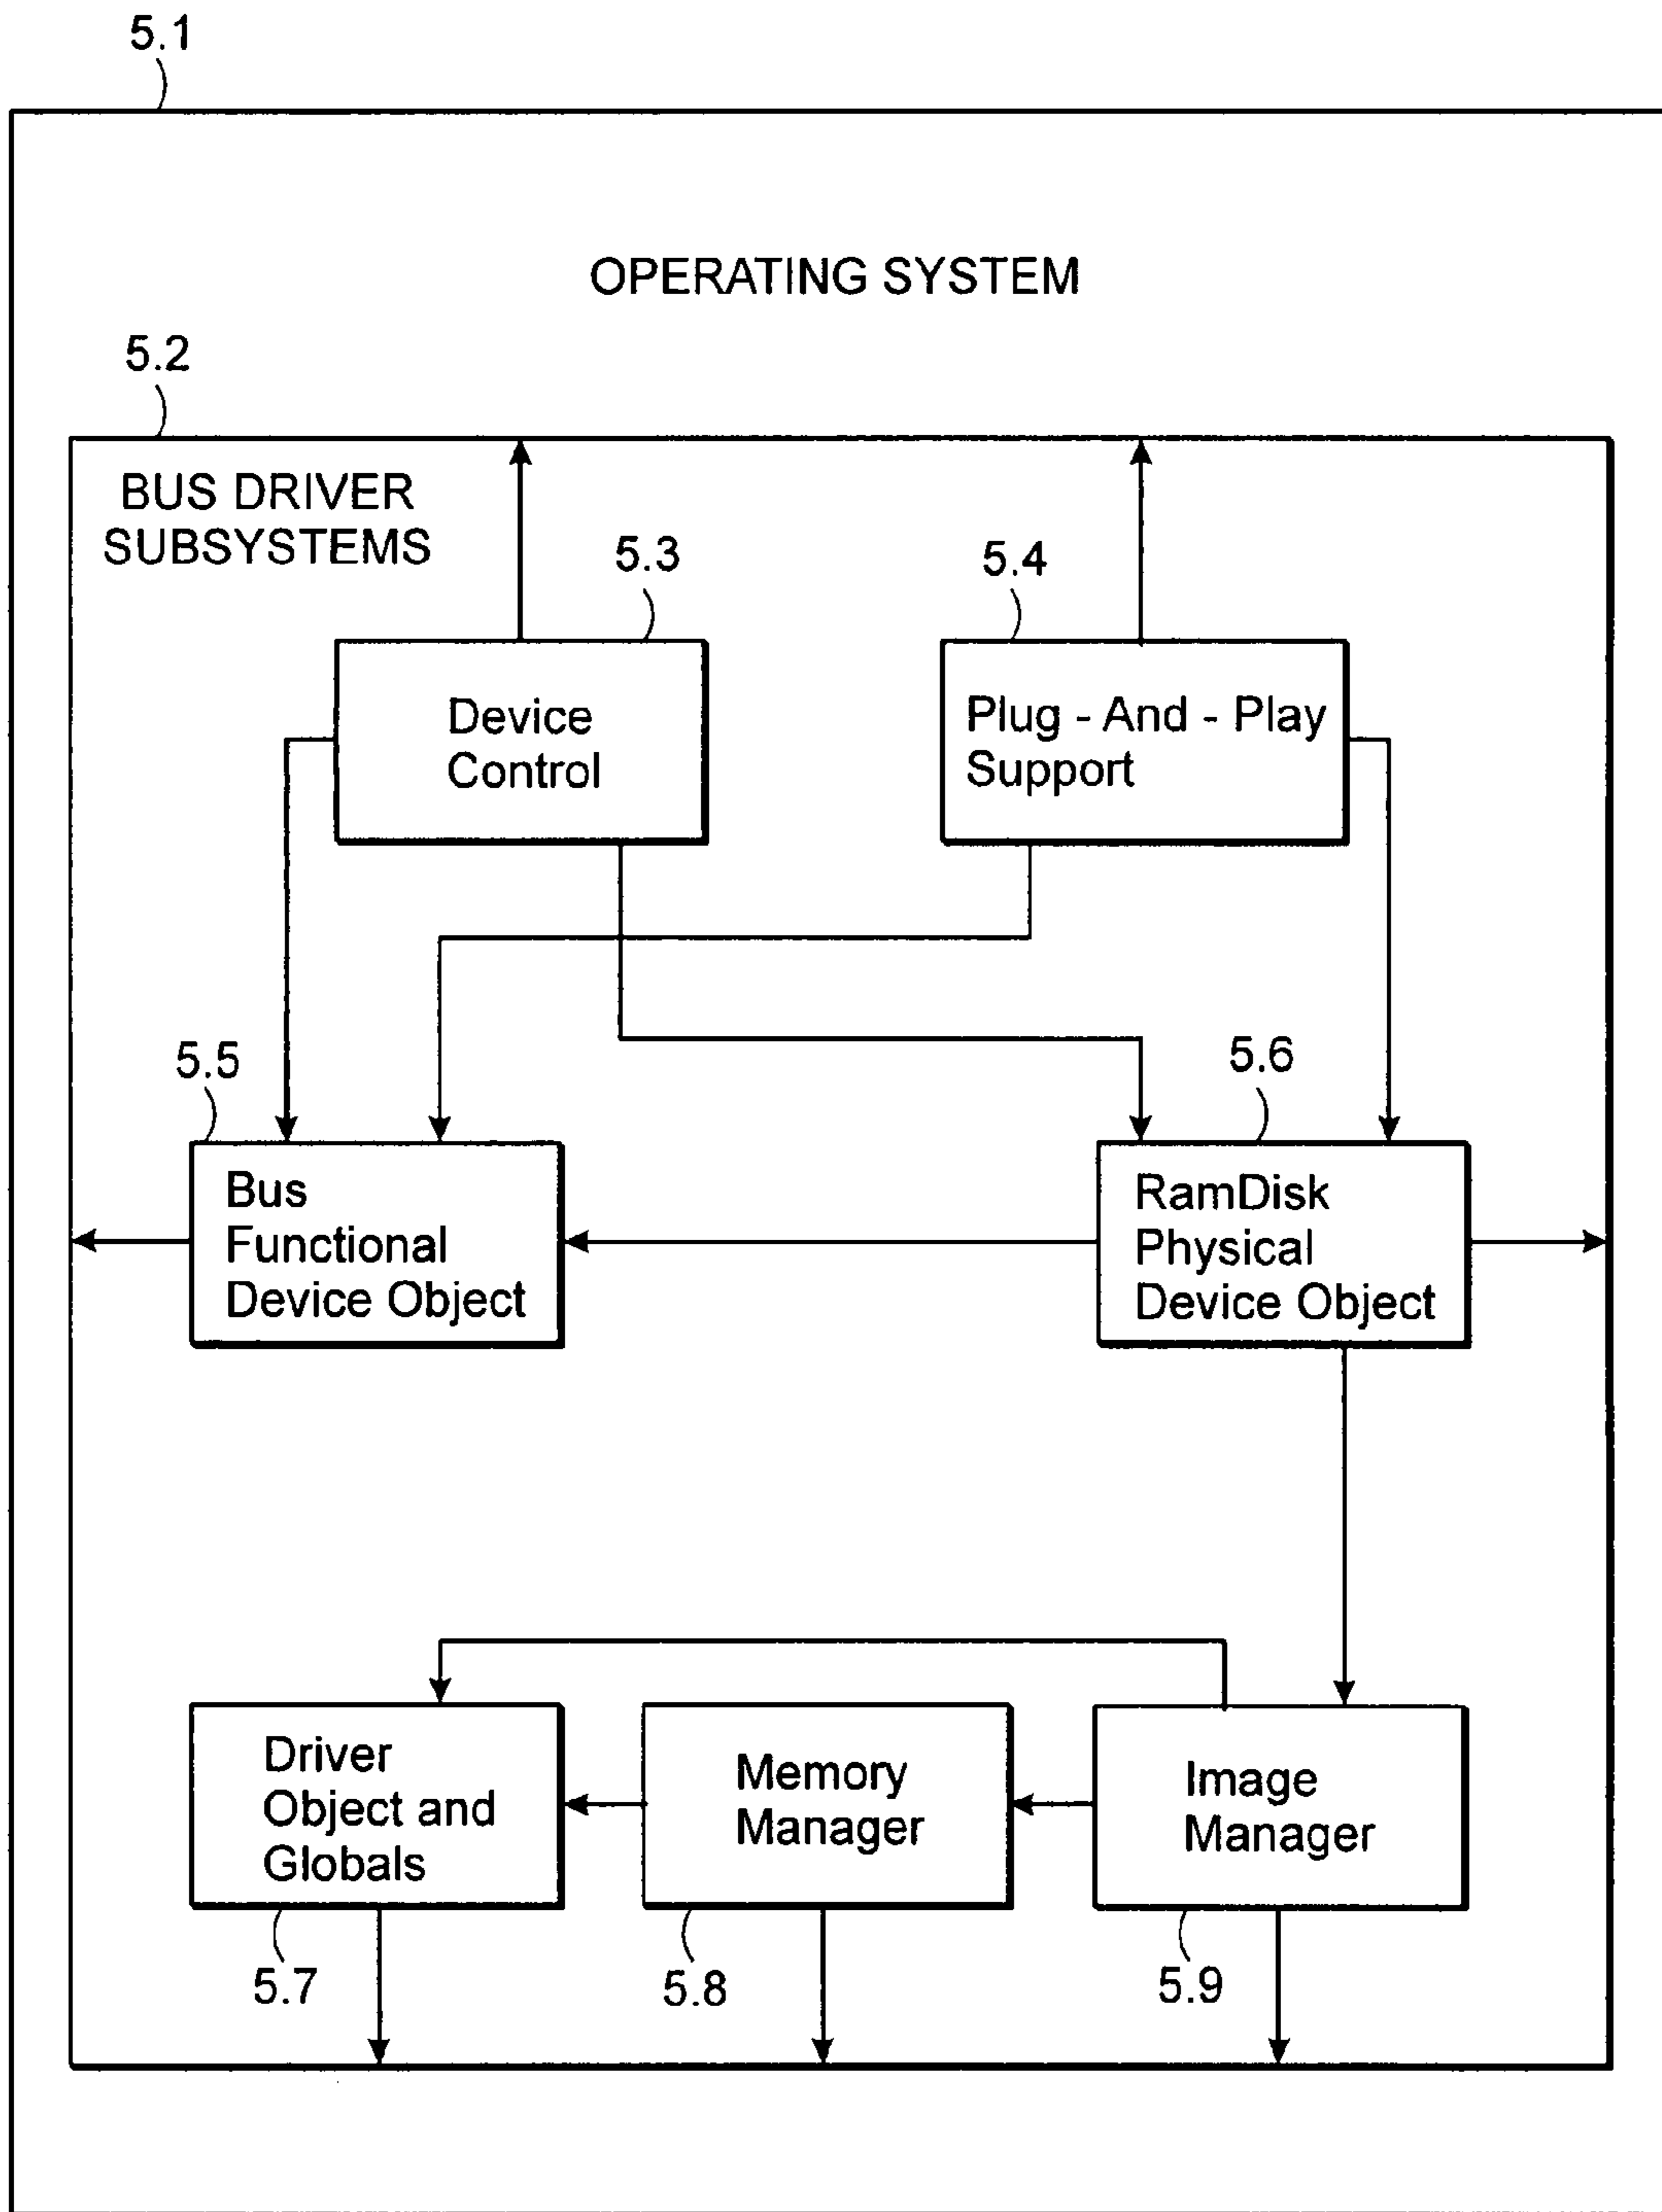 5.1
OPERATING SYSTEM
5.2
BUS DRIVER
SUBSYSTEMS
5.3
5.4
Device
Control
Plug - And - Play
Support
5.5
5.6
Bus
Functional
Device Object
RamDisk
Physical
Device Object
Driver
Object and
Globals
Memory
Manager
Image
Manager
5.7
5.8
5.9